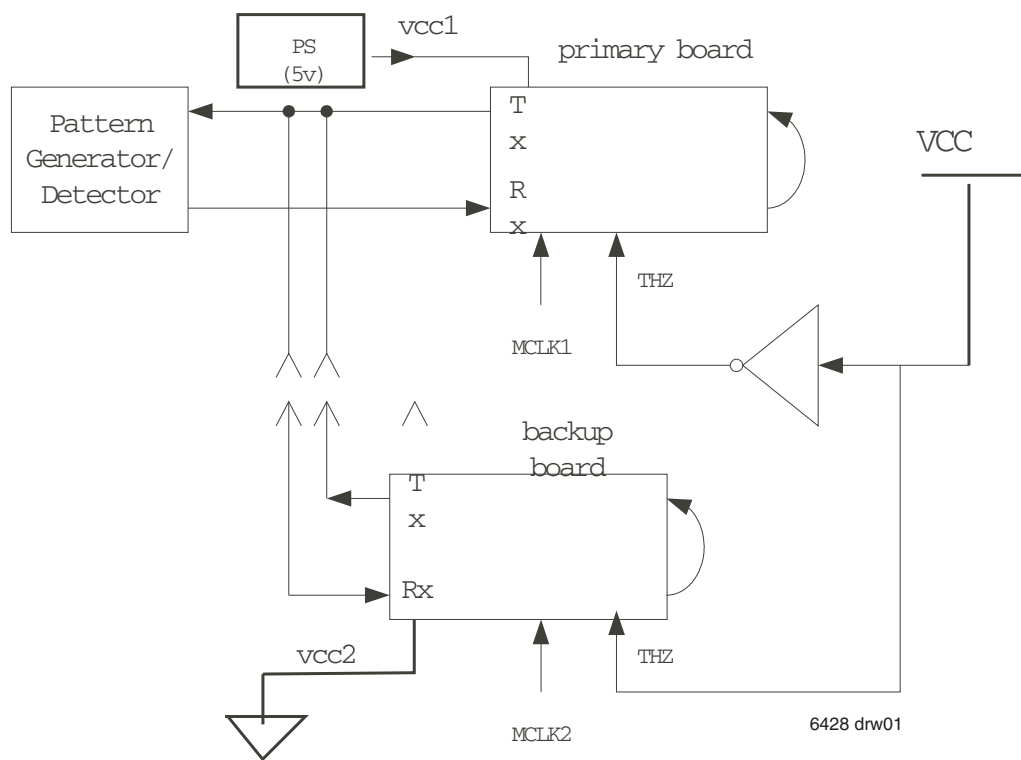 vcc1
PS
(5v)
primary board
Pattern
Generator/
Detector
T
x
R
x
VCC
THZ
MCLK1
backup
board
T
x
Rx
vcc2
THZ
MCLK2
6428 drw01